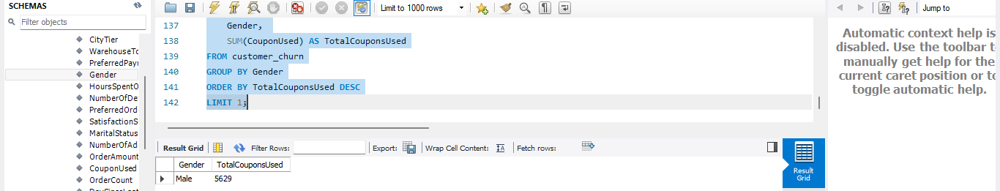 SCHEMAS
Filter objects
CityTier
WarehouseTo
PreferredPay
Gender
HoursSpentO
NumberOfDe
PreferredOrd
SatisfactionS
MaritalStatus
NumberOfAd
OrderAmount
CouponUsed
OrderCount
Limit to 1000 rows
137 Gender,
138 SUM(CouponUsed) AS TotalCouponsUsed
139 FROM customer_churn
140 GROUP BY Gender
141 ORDER BY TotalCouponsUsed DESC
142 LIMIT 1;
Result Grid Filter Rows: Export: Wrap Cell Content: Fetch rows:
Gender TotalCouponsUsed
Male 5629
Result
Grid
Jump to
Automatic context help is
disabled. Use the toolbar t
manually get help for the
current caret position or to
toggle automatic help.